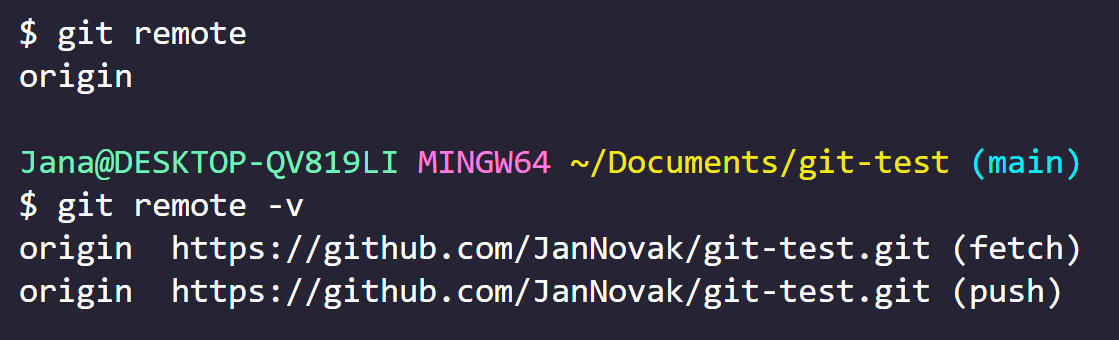 $ git remote
origin
Jana@DESKTOP-QV819LI MINGW64 ~/Documents/git-test (main)
$ git remote -v
origin  https://github.com/JanNovak/git-test.git (fetch)
origin  https://github.com/JanNovak/git-test.git (push)